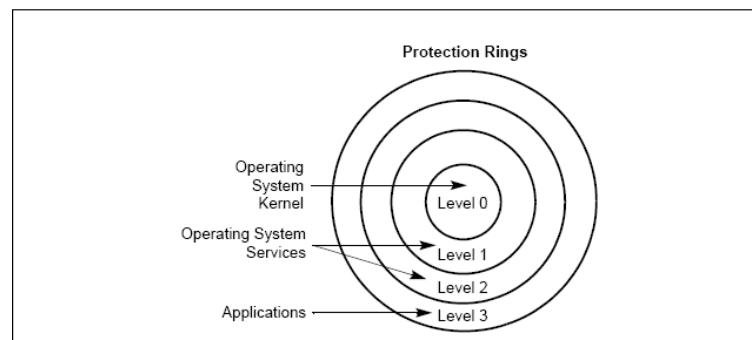 Protection Rings
Operating
System
Kernel
Level 0
Operating System
Services
Level 1
Level 2
Applications
Level 3